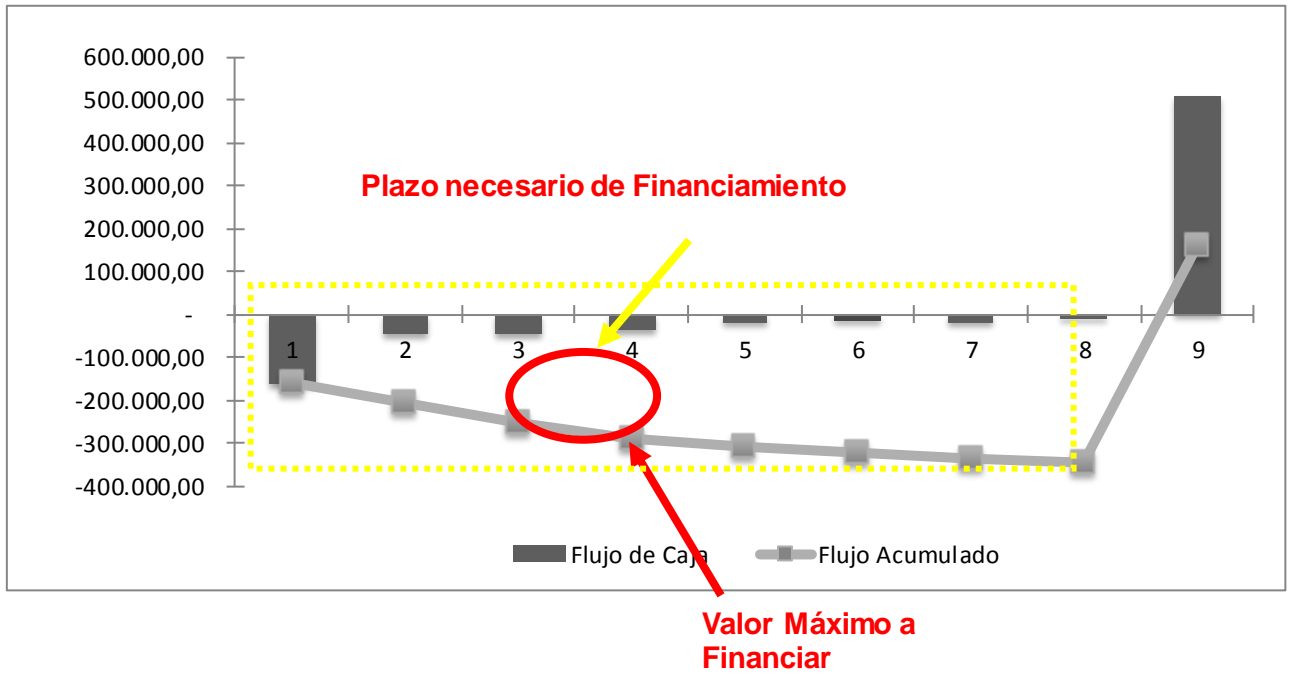 600.000,00
500.000,00
400.000,00
300.000,00
200.000,00
100.000,00
-
-100.000,00
-200.000,00
-300.000,00
-400.000,00
Plazo necesario de Financiamiento
1 2 3 4 5 6 7 8 9
Flujo de Caja Flujo Acumulado
Valor Máximo a
Financiar